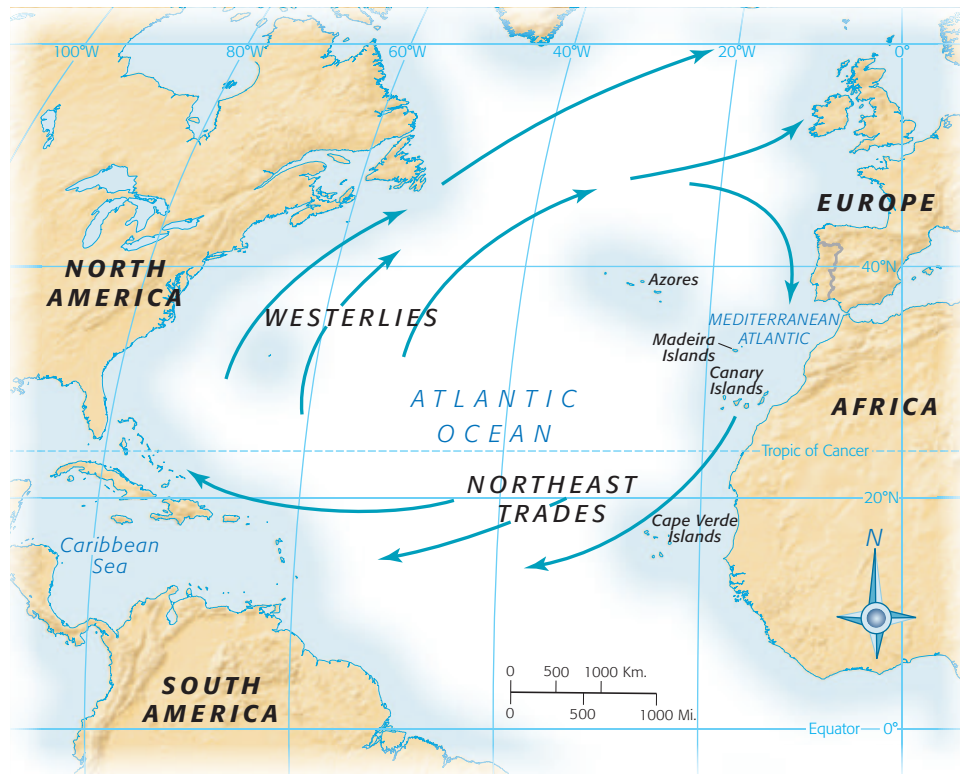 100°W 80°W 60°W 40°W 20°W 0°
EUROPE
NORTH
AMERICA
40°N
Azores
WESTERLIES
MEDITERRANEAN
ATLANTIC
Madeira
Islands
Canary
Islands
ATLANTIC
OCEAN
AFRICA
Tropic of Cancer
NORTHEAST
TRADES
20°N
Cape Verde
Islands
Caribbean
Sea
N
SOUTH
AMERICA
0 500 1000 Km.
0 500 1000 Mi.
Equator 0°